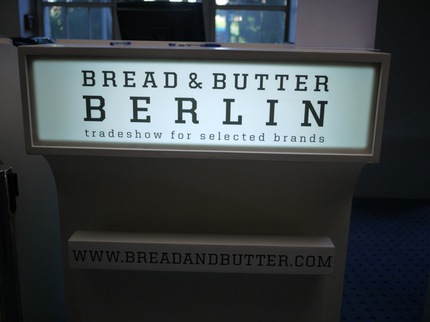 BREAD & BUTTER
BERLIN
tradeshow for selected brands
WWW.BREADANDBUTTER.COM